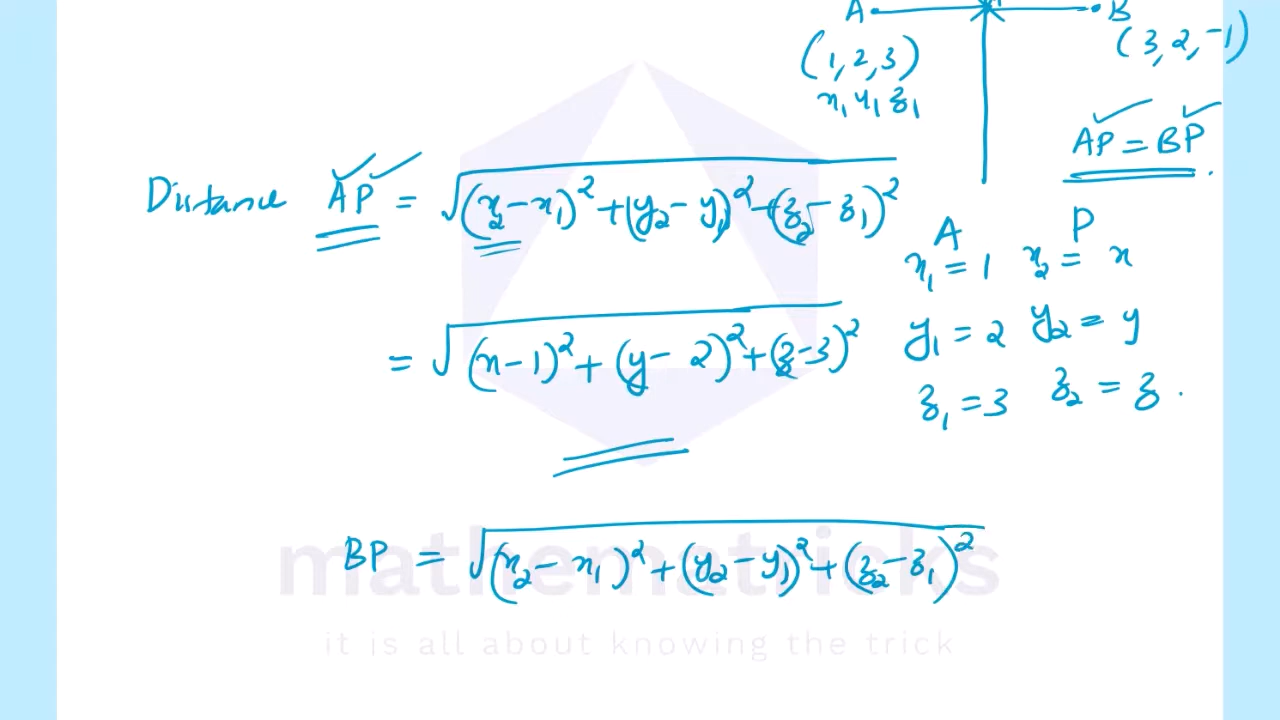 A B
(1, 2, 3) (3, 2, -1)
x₁ y₁ z₁
AP = BP
Distance AP = √(x₂ - x₁)² + (y₂ - y₁)² + (z₂ - z₁)²
A P
x₁ = 1 x₂ = x
= √(x - 1)² + (y - 2)² + (z - 3)²
y₁ = 2 y₂ = y
z₁ = 3 z₂ = z.
BP = √(x₂ - x₁)² + (y₂ - y₁)² + (z₂ - z₁)²
mathematricks
it is all about knowing the trick